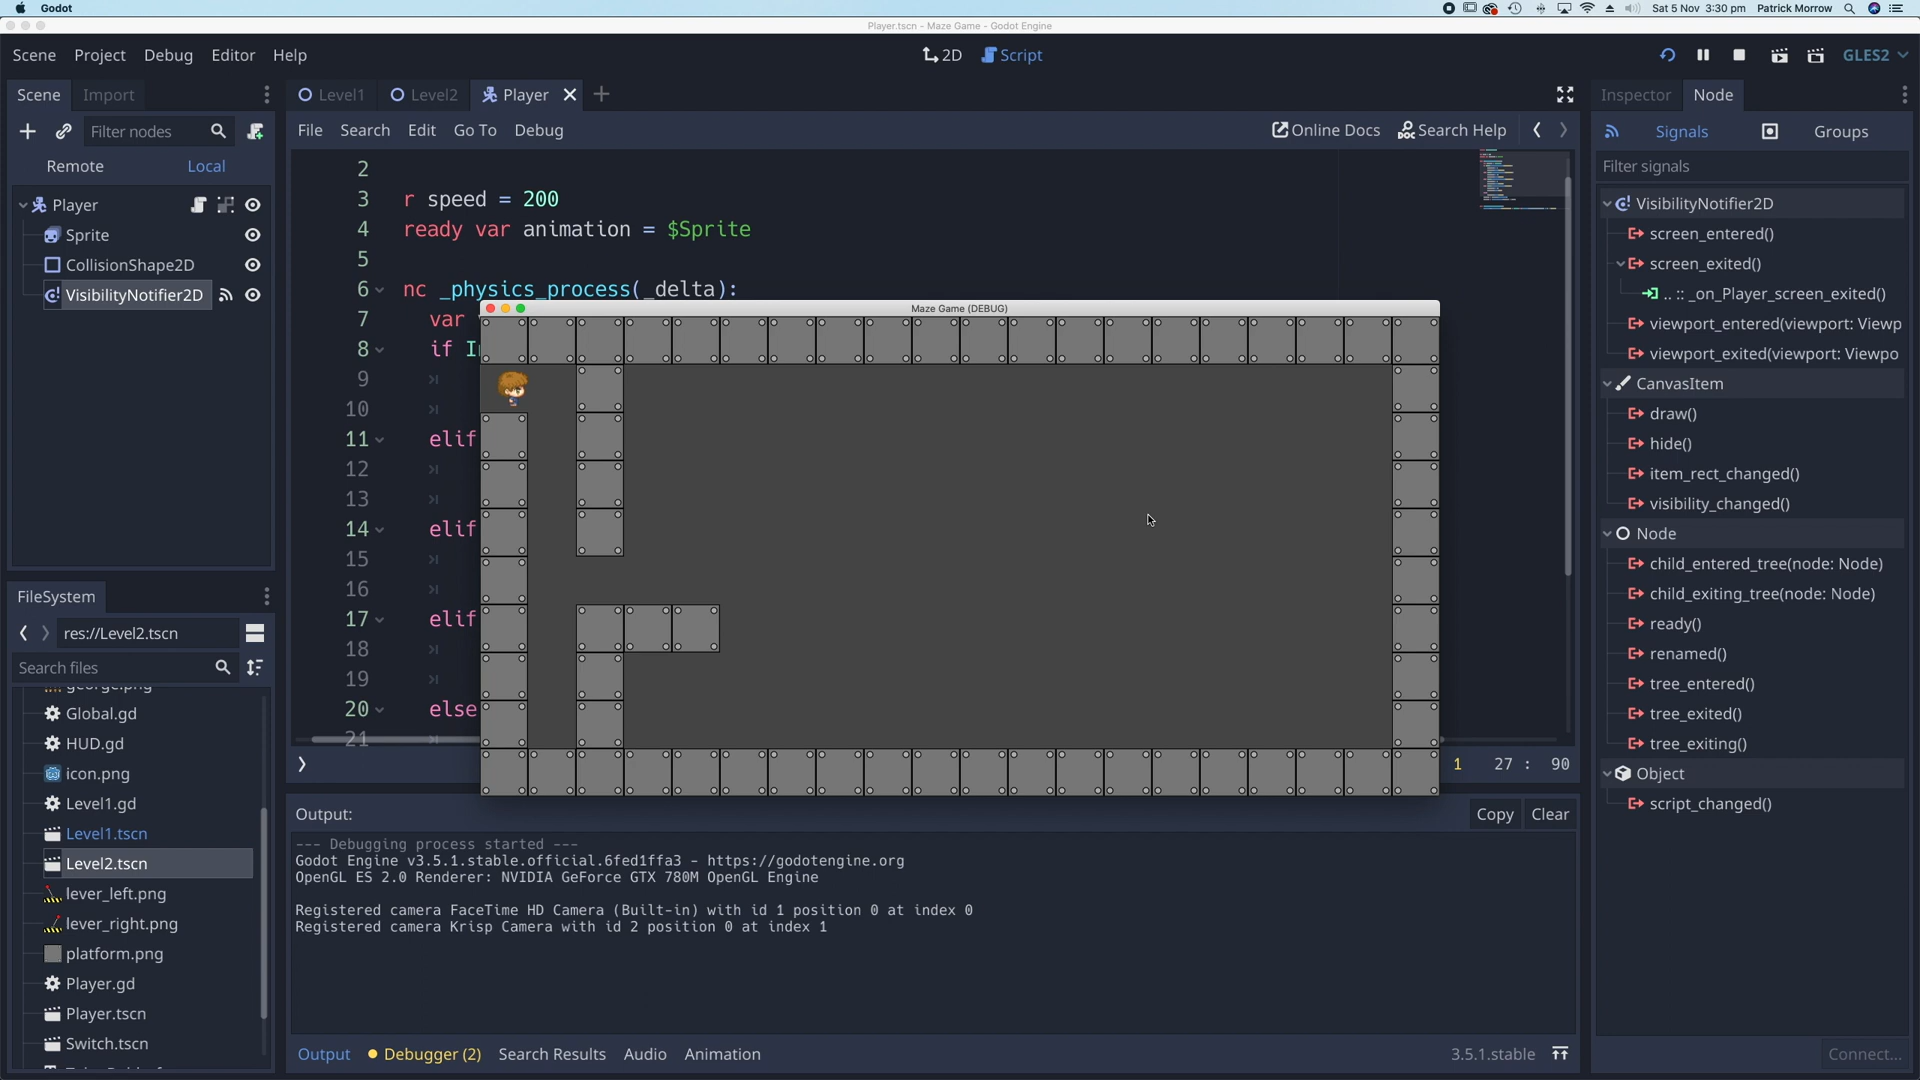 Godot
Sat 5 Nov 3:30 pm Patrick Morrow
Player.tscn - Maze Game - Godot Engine
Scene Project Debug Editor Help
2D Script
GLES2
Scene Import
Level1 Level2 Player
Inspector Node
Filter nodes
File Search Edit Go To Debug
Online Docs Search Help
Signals Groups
Remote Local
Filter signals
Player
Sprite
CollisionShape2D
VisibilityNotifier2D
2
3 r speed = 200
4 ready var animation = $Sprite
5
6 nc _physics_process(_delta):
7 var
8 if
9
10
11 elif
12
13
14 elif
15
16
17 elif
18
19
20 else
21
Maze Game (DEBUG)
1 27 : 90
VisibilityNotifier2D
screen_entered()
screen_exited()
.. :: _on_Player_screen_exited()
viewport_entered(viewport: Viewp
viewport_exited(viewport: Viewpo
CanvasItem
draw()
hide()
item_rect_changed()
visibility_changed()
Node
child_entered_tree(node: Node)
child_exiting_tree(node: Node)
ready()
renamed()
tree_entered()
tree_exited()
tree_exiting()
Object
script_changed()
Connect...
FileSystem
res://Level2.tscn
Search files
george.png
Global.gd
HUD.gd
icon.png
Level1.gd
Level1.tscn
Level2.tscn
lever_left.png
lever_right.png
platform.png
Player.gd
Player.tscn
Switch.tscn
Output:
Copy Clear
--- Debugging process started ---
Godot Engine v3.5.1.stable.official.6fed1ffa3 - https://godotengine.org
OpenGL ES 2.0 Renderer: NVIDIA GeForce GTX 780M OpenGL Engine
Registered camera FaceTime HD Camera (Built-in) with id 1 position 0 at index 0
Registered camera Krisp Camera with id 2 position 0 at index 1
Output Debugger (2) Search Results Audio Animation
3.5.1.stable